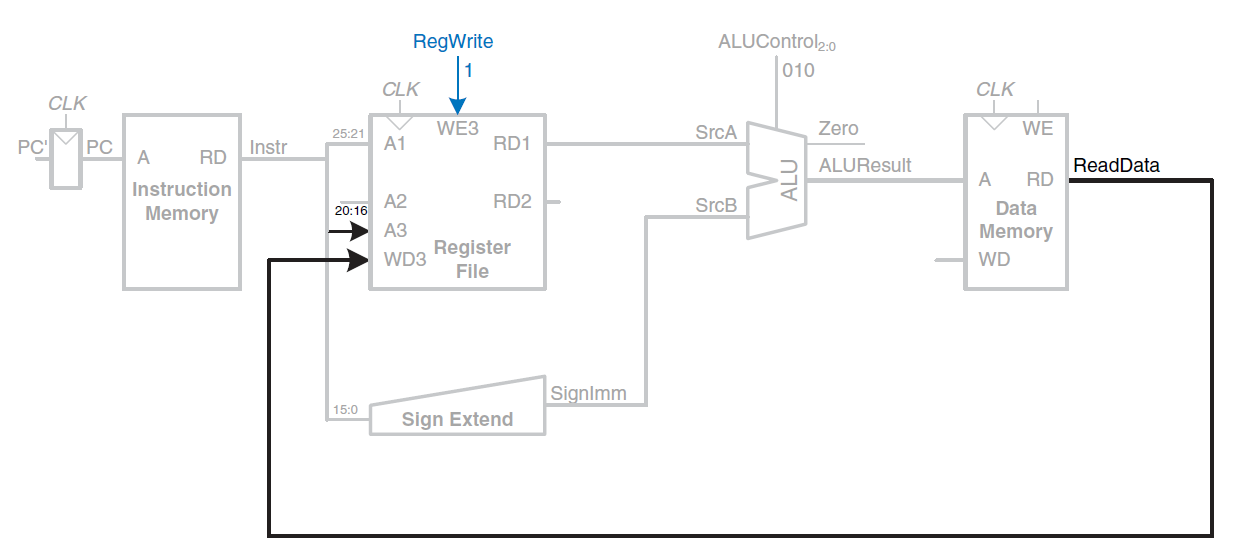 RegWrite
1
ALUControl2:0
010
CLK
CLK
CLK
PC'
PC
A
RD
Instruction
Memory
Instr
25:21
20:16
15:0
WE3
A1
RD1
A2
RD2
A3
WD3
Register
File
SrcA
SrcB
ALU
Zero
ALUResult
WE
A
RD
Data
Memory
WD
ReadData
Sign Extend
SignImm